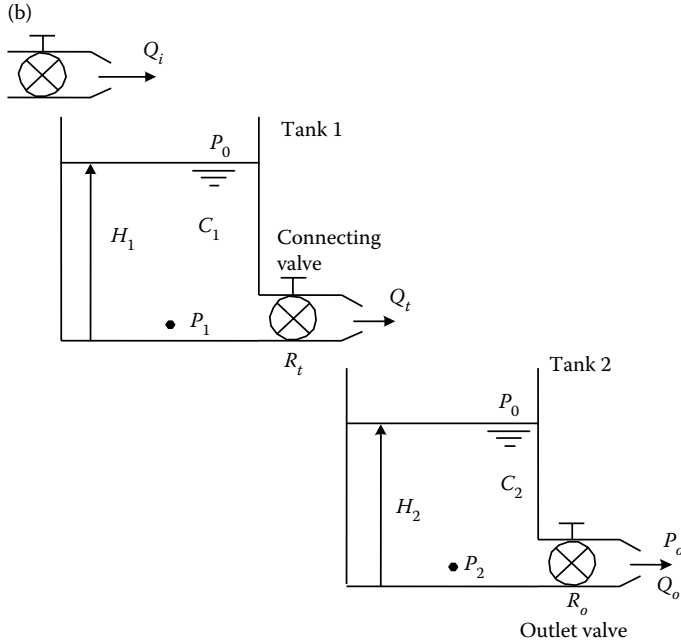 (b)
Q_i
Tank 1
P_0
H_1
C_1
Connecting
valve
Q_t
P_1
R_t
Tank 2
P_0
C_2
H_2
P_o
P_2
Q_o
R_o
Outlet valve